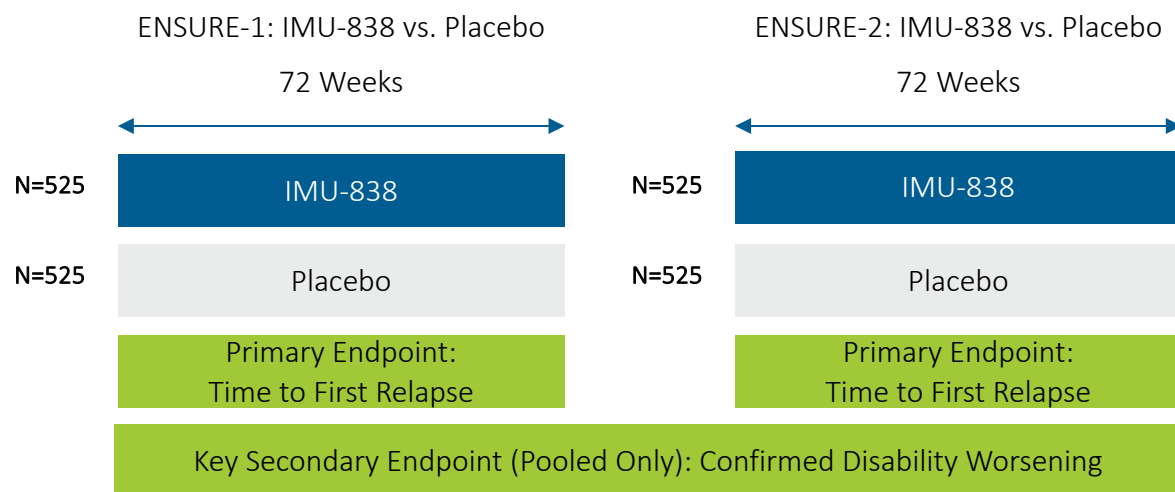 ENSURE-1: IMU-838 vs. Placebo
72 Weeks
N=525
IMU-838
N=525
Placebo
Primary Endpoint:
Time to First Relapse
ENSURE-2: IMU-838 vs. Placebo
72 Weeks
N=525
IMU-838
N=525
Placebo
Primary Endpoint:
Time to First Relapse
Key Secondary Endpoint (Pooled Only): Confirmed Disability Worsening